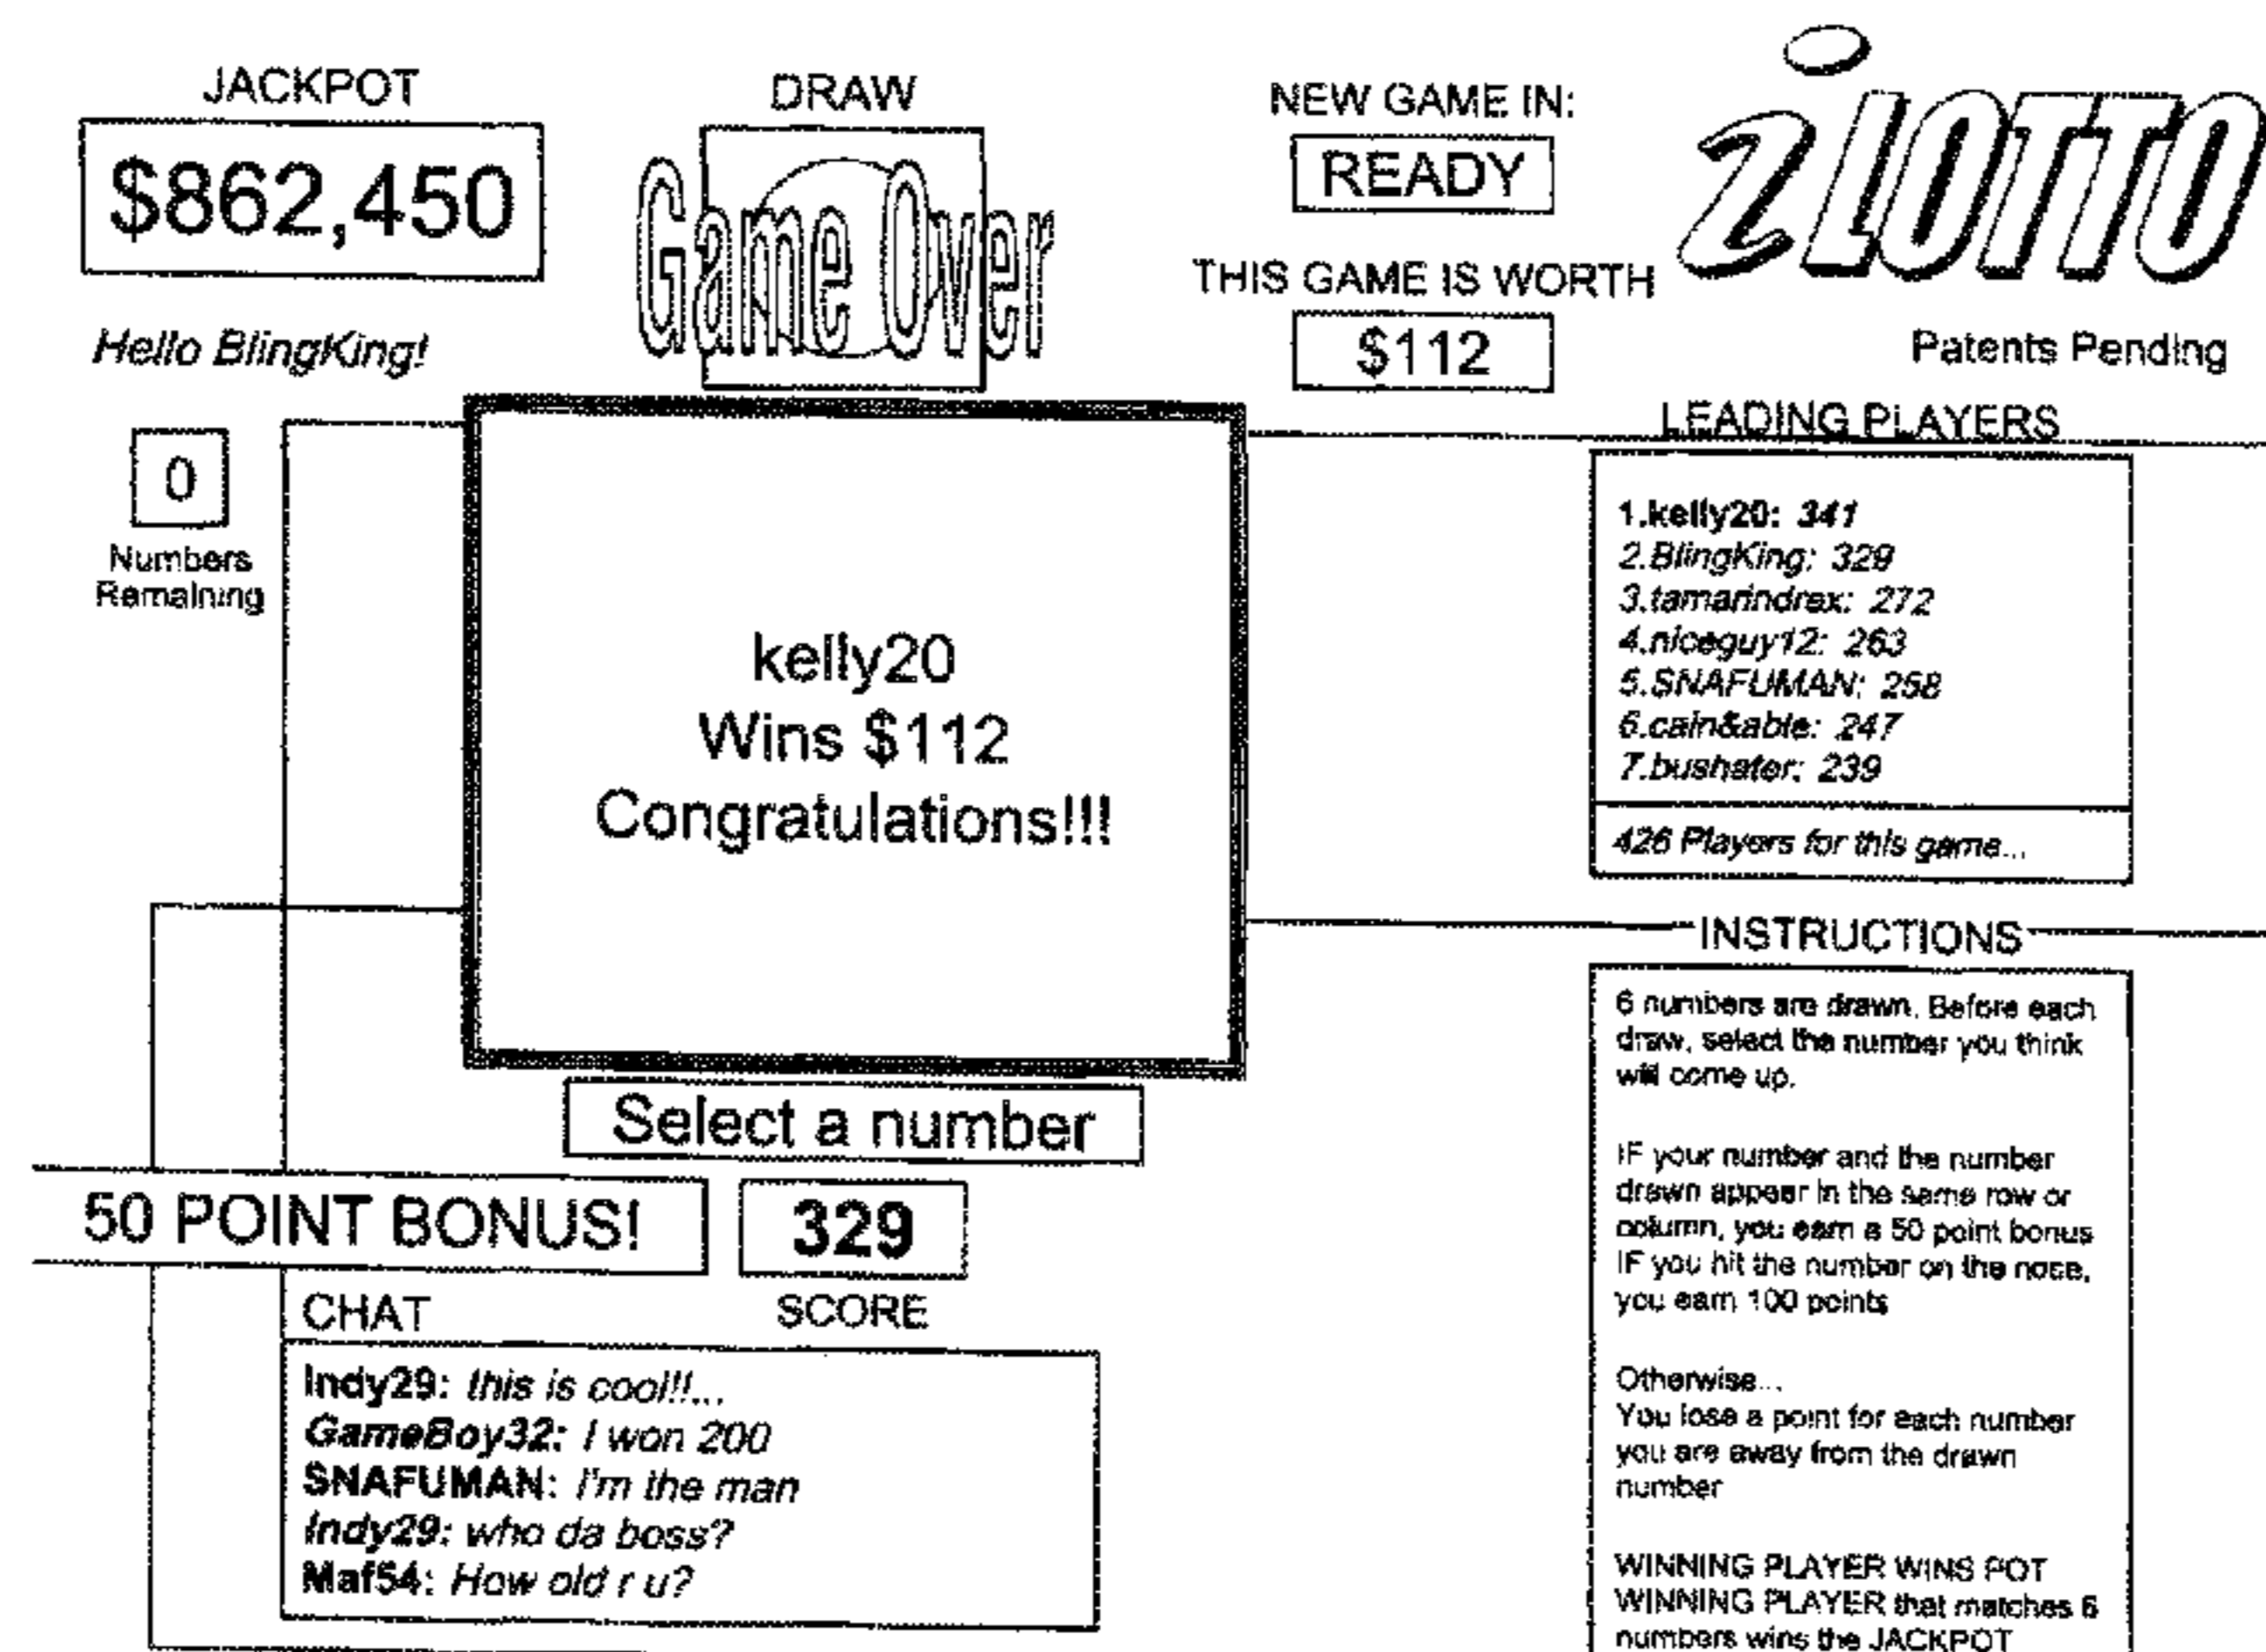 JACKPOT
$862,450
Hello BlingKing!
0
Numbers
Remaining
DRAW
Game Over
NEW GAME IN:
READY
THIS GAME IS WORTH
$112
iLOTTO
Patents Pending
kelly20
Wins $112
Congratulations!!!
Select a number
50 POINT BONUS!
329
SCORE
CHAT
Indy29: this is cool!!...
GameBoy32: I won 200
SNAFUMAN: I'm the man
Indy29: who da boss?
Maf54: How old r u?
LEADING PLAYERS
1.kelly20: 341
2.BlingKing: 329
3.tamarindrex: 272
4.niceguy12: 263
5.SNAFUMAN: 258
6.cain&able: 247
7.bushater: 239
426 Players for this game...
INSTRUCTIONS
6 numbers are drawn. Before each
draw, select the number you think
will come up.
IF your number and the number
drawn appear in the same row or
column, you earn a 50 point bonus
IF you hit the number on the nose,
you earn 100 points
Otherwise...
You lose a point for each number
you are away from the drawn
number
WINNING PLAYER WINS POT
WINNING PLAYER that matches 6
numbers wins the JACKPOT